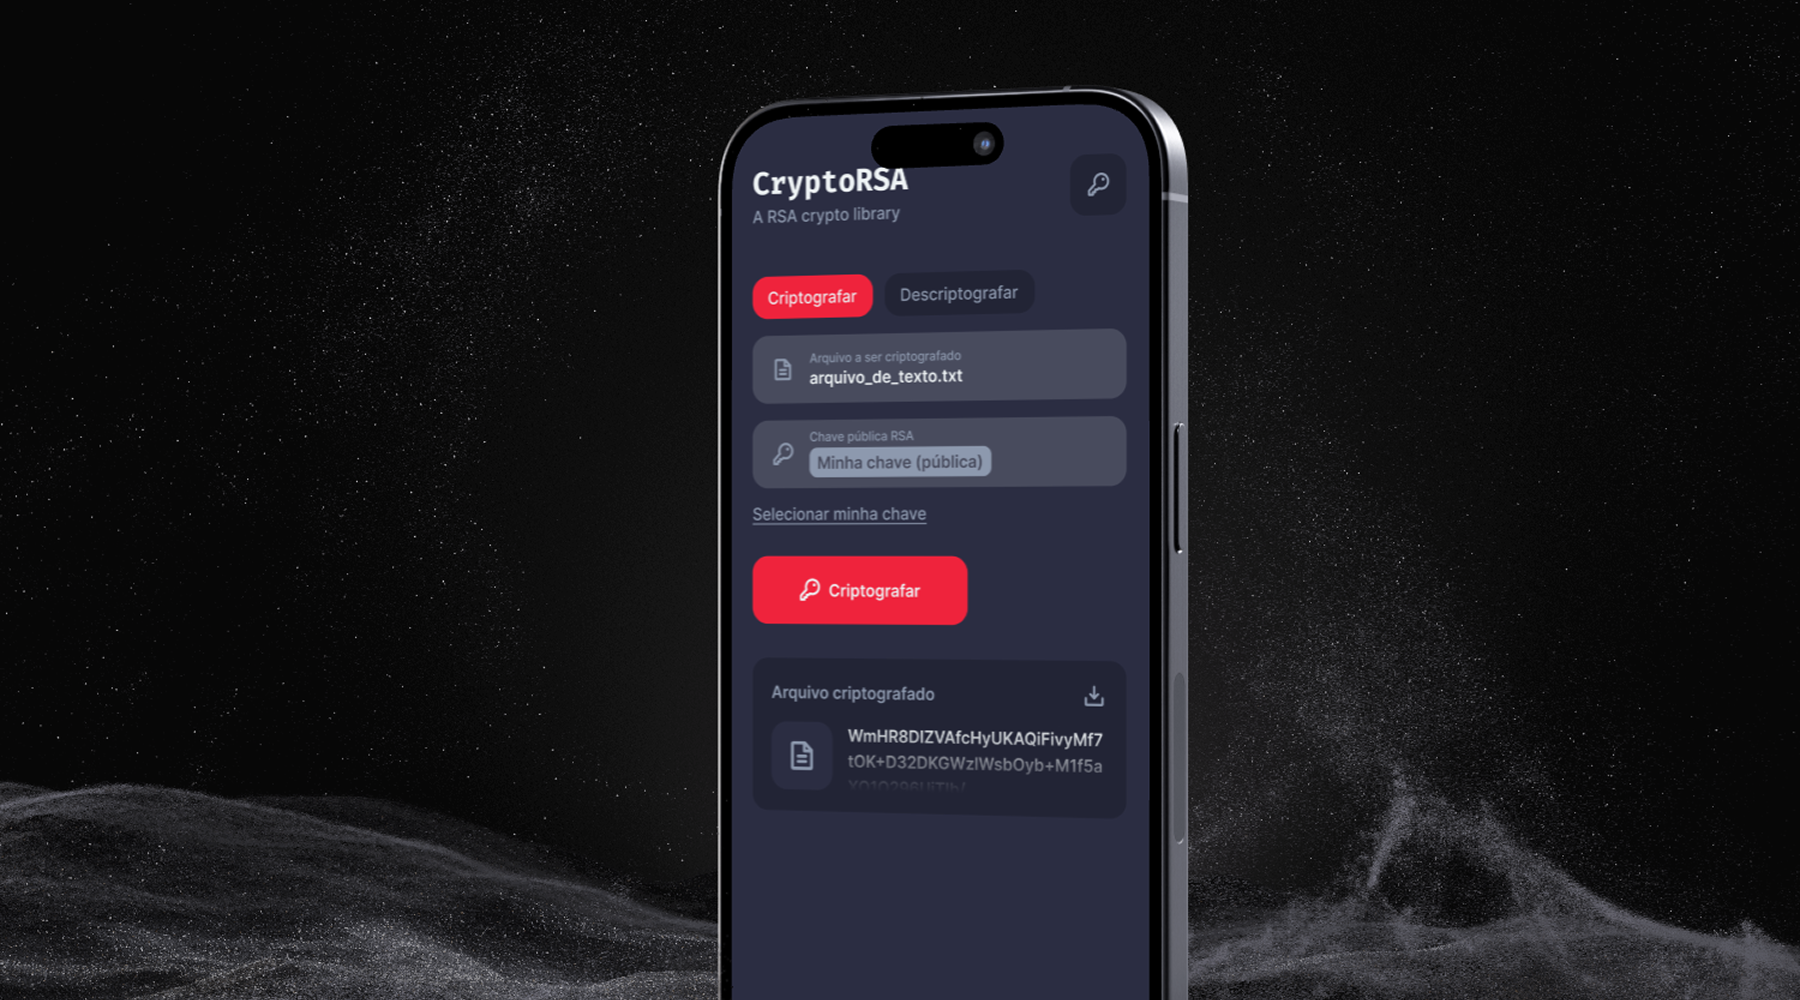 CryptoRSA
A RSA crypto library
Criptografar
Descriptografar
Arquivo a ser criptografado
arquivo_de_texto.txt
Chave pública RSA
Minha chave (pública)
Selecionar minha chave
Criptografar
Arquivo criptografado
WmHR8DIZVAfcHyUKAQiFivyMf7
tOK+D32DKGWzIWsbOyb+M1f5a